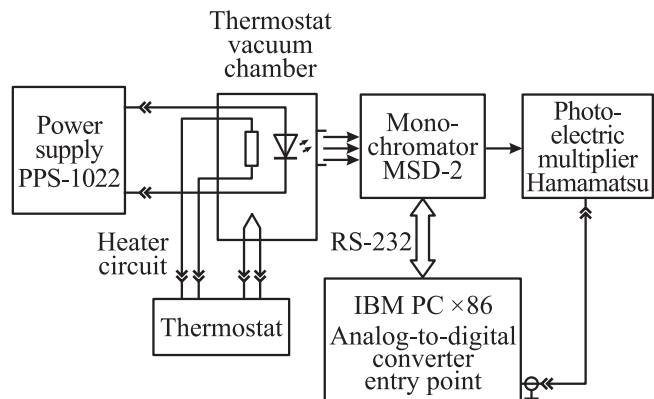 Thermostat
vacuum
chamber
Power
supply
PPS-1022
Mono-
chromator
MSD-2
Photo-
electric
multiplier
Hamamatsu
Heater
circuit
RS-232
Thermostat
IBM PC ×86
Analog-to-digital
converter
entry point